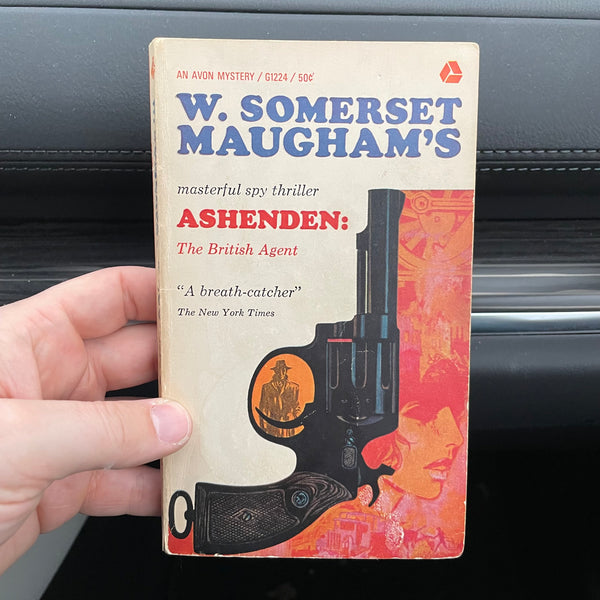 AN AVON MYSTERY / G1224 / 50¢
W. SOMERSET
MAUGHAM'S
masterful spy thriller
ASHENDEN:
The British Agent
“A breath-catcher”
The New York Times